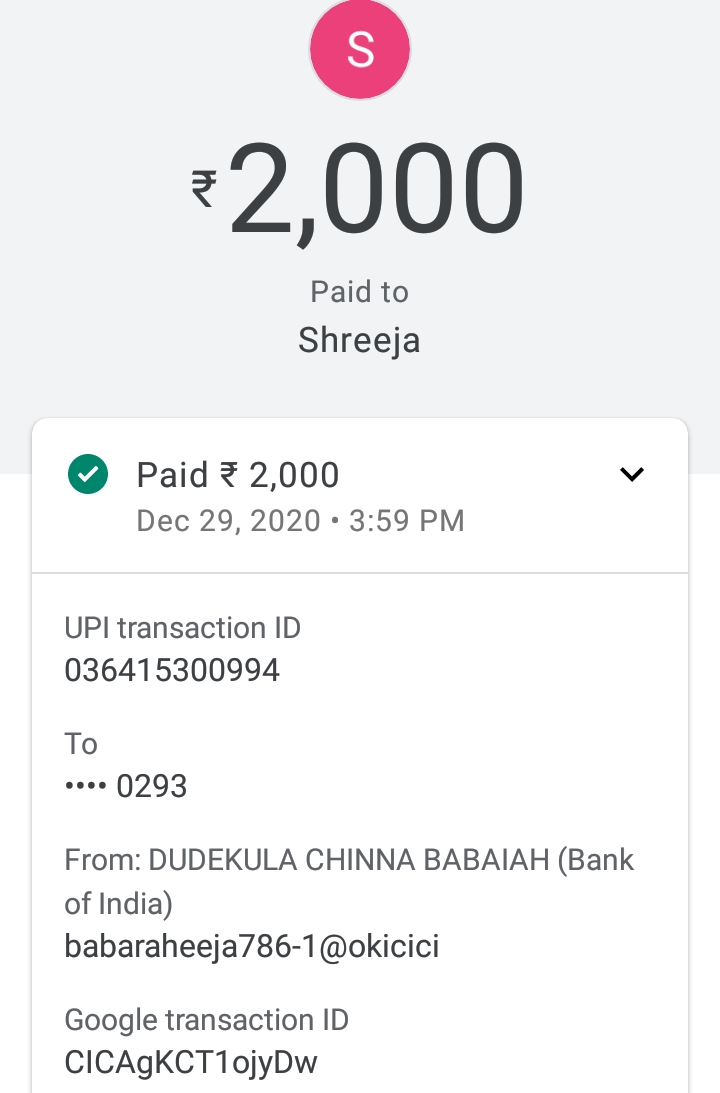 S
₹2,000
Paid to
Shreeja
Paid ₹ 2,000
Dec 29, 2020 • 3:59 PM
UPI transaction ID
036415300994
To
•••• 0293
From: DUDEKULA CHINNA BABAIAH (Bank
of India)
babaraheeja786-1@okicici
Google transaction ID
CICAgKCT1ojyDw